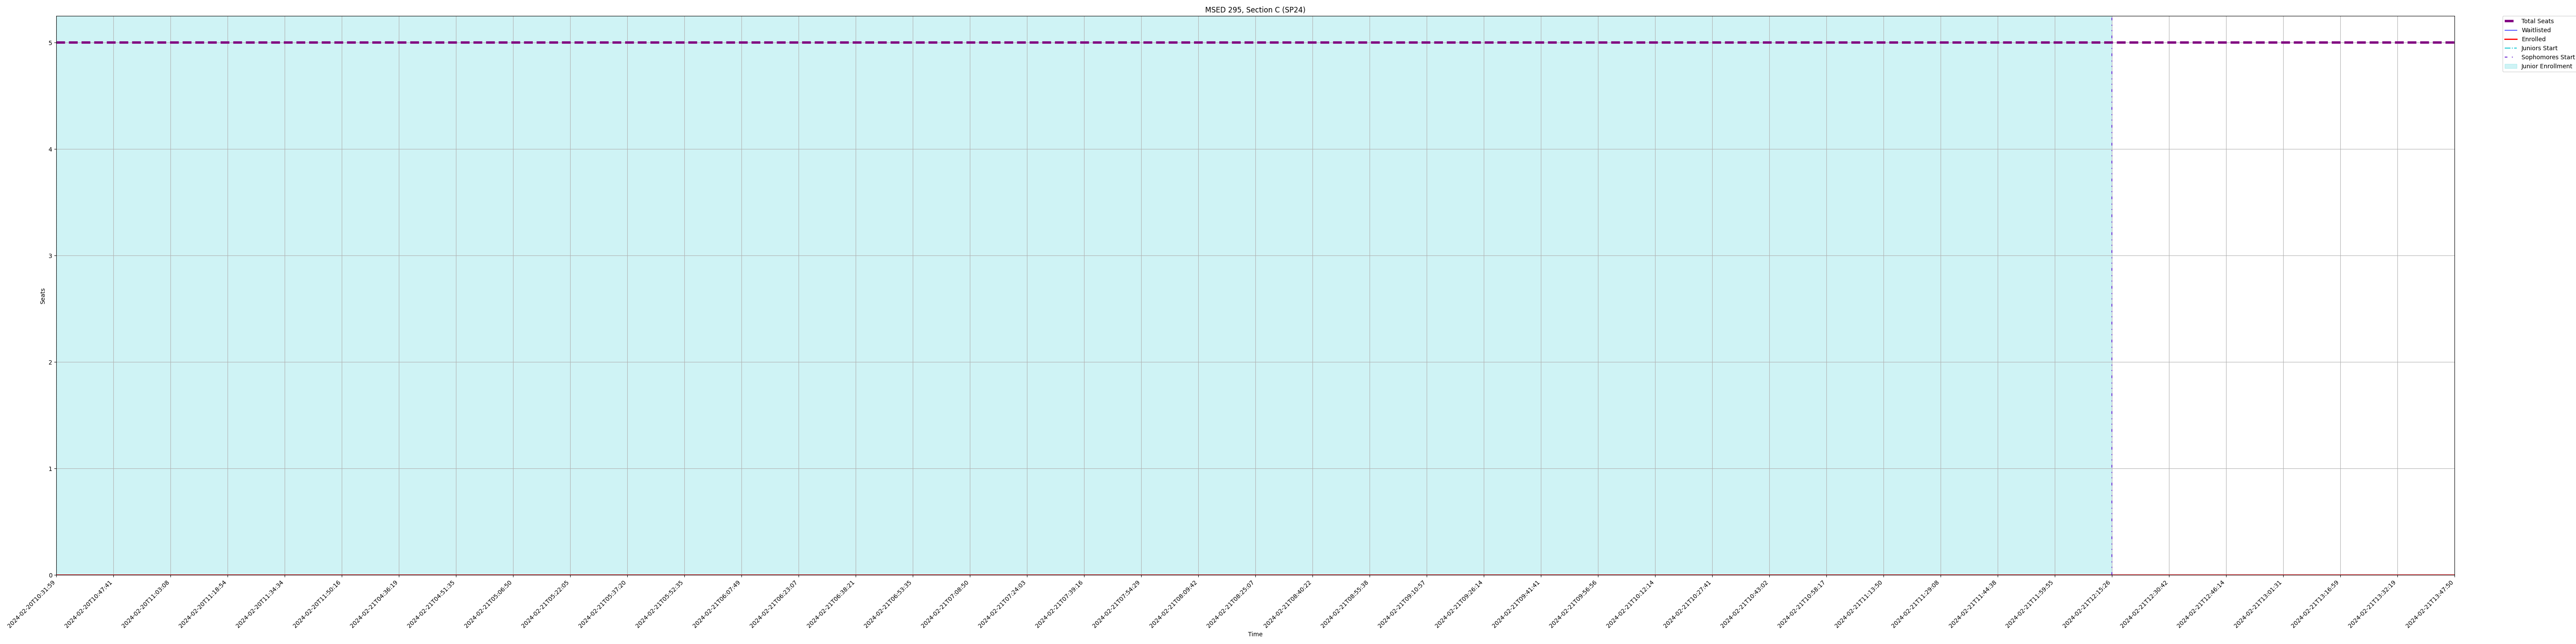 MSED 295, Section C (SP24)
Total Seats
Waitlisted
Enrolled
Juniors Start
Sophomores Start
Junior Enrollment
5
4
3
2
1
0
Seats
2024-02-20T10:31:59
2024-02-20T10:47:41
2024-02-20T11:03:08
2024-02-20T11:18:54
2024-02-20T11:34:34
2024-02-20T11:50:16
2024-02-21T04:36:19
2024-02-21T04:51:35
2024-02-21T05:06:50
2024-02-21T05:22:05
2024-02-21T05:37:20
2024-02-21T05:52:35
2024-02-21T06:07:49
2024-02-21T06:23:07
2024-02-21T06:38:21
2024-02-21T06:53:35
2024-02-21T07:08:50
2024-02-21T07:24:03
2024-02-21T07:39:16
2024-02-21T07:54:29
2024-02-21T08:09:42
2024-02-21T08:25:07
2024-02-21T08:40:22
2024-02-21T08:55:38
2024-02-21T09:10:57
2024-02-21T09:26:14
2024-02-21T09:41:41
2024-02-21T09:56:56
2024-02-21T10:12:14
2024-02-21T10:27:41
2024-02-21T10:43:02
2024-02-21T10:58:17
2024-02-21T11:13:50
2024-02-21T11:29:08
2024-02-21T11:44:38
2024-02-21T11:59:55
2024-02-21T12:15:26
2024-02-21T12:30:42
2024-02-21T12:46:14
2024-02-21T13:01:31
2024-02-21T13:16:59
2024-02-21T13:32:19
2024-02-21T13:47:50
Time